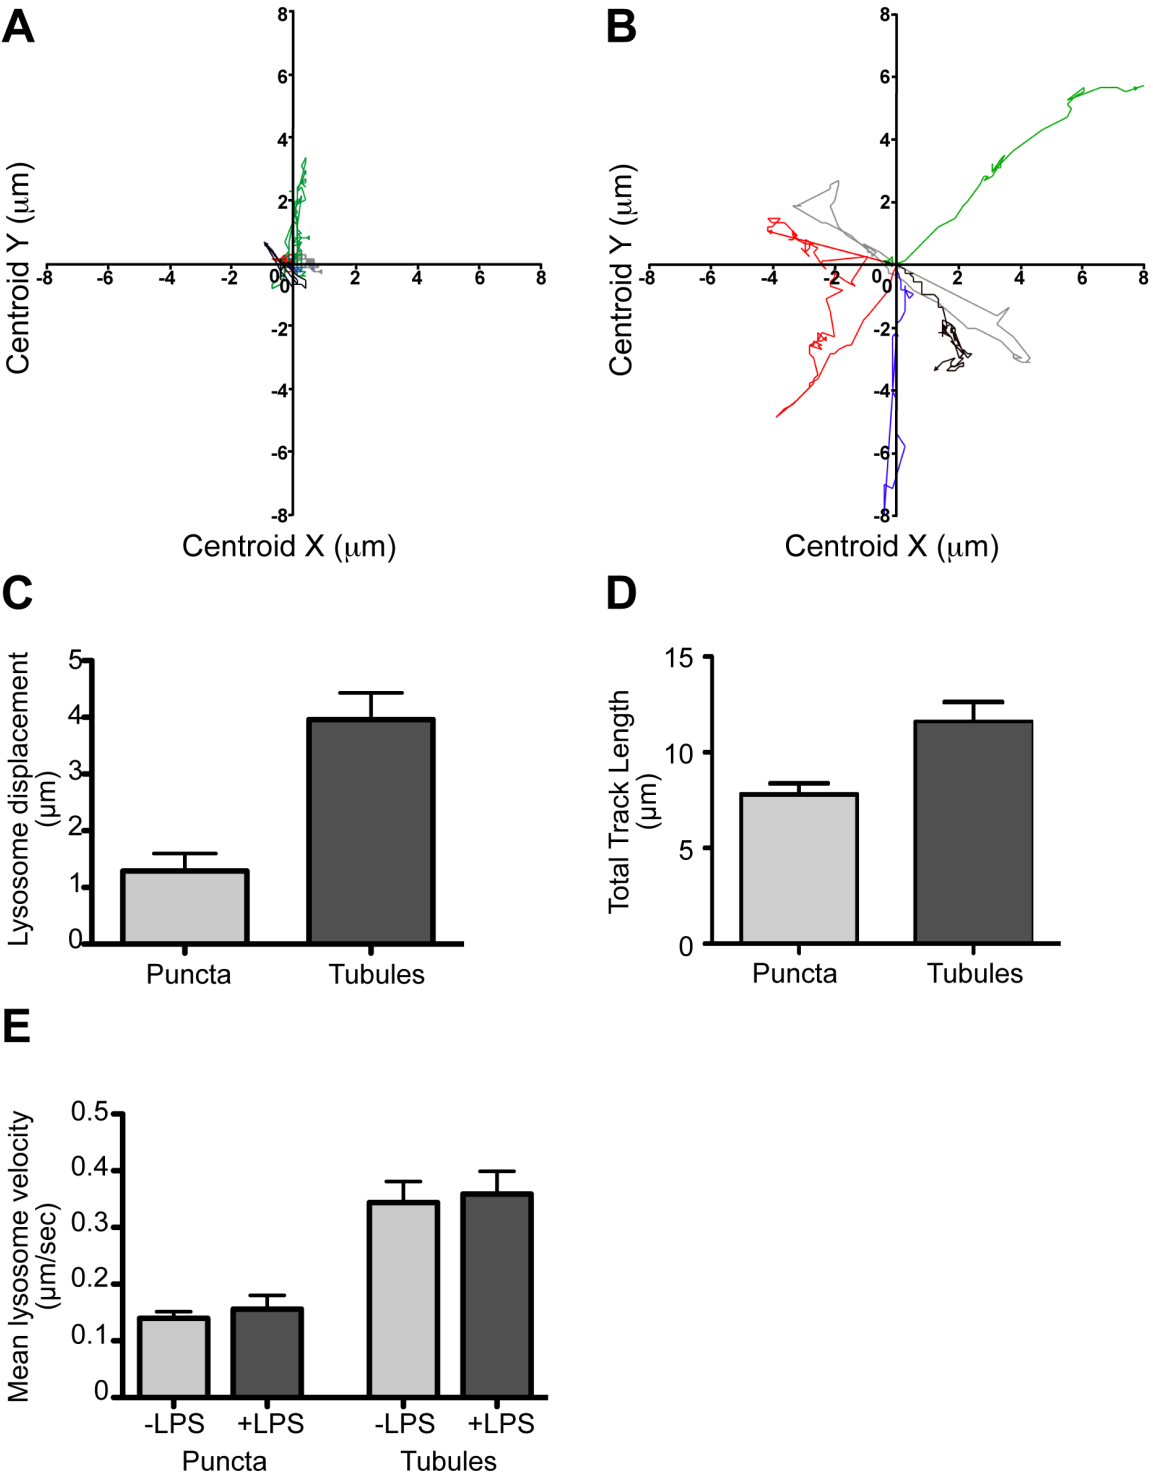 A
8
6
4
2
-8 -6 -4 -2 0 2 4 6 8
0
-2
-4
-6
-8
Centroid Y (μm)
Centroid X (μm)
B
8
6
4
2
-8 -6 -4 -2 0 2 4 6 8
0
-2
-4
-6
-8
Centroid Y (μm)
Centroid X (μm)
C
Lysosome displacement
(μm)
5
4
3
2
1
0
Puncta Tubules
D
Total Track Length
(μm)
15
10
5
0
Puncta Tubules
E
Mean lysosome velocity
(μm/sec)
0.5
0.4
0.3
0.2
0.1
0
-LPS +LPS -LPS +LPS
Puncta Tubules